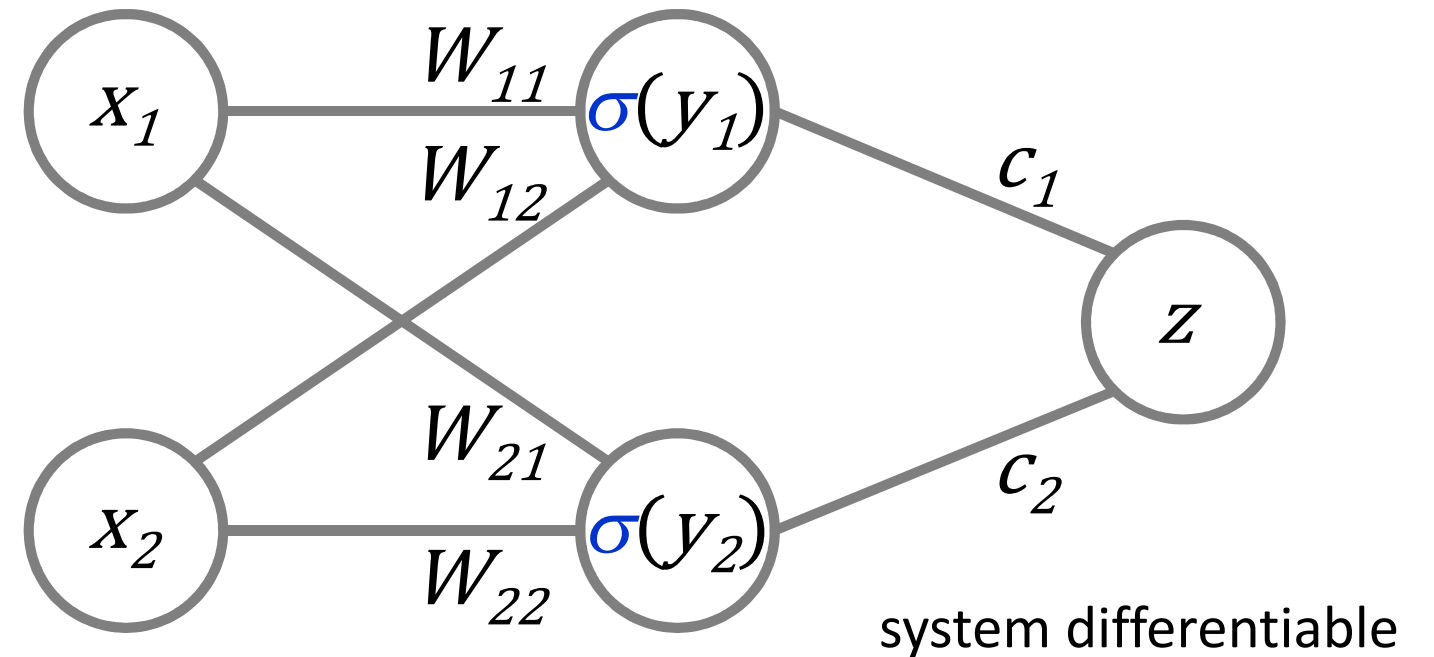 x₁
W₁₁
σ(y₁)
W₁₂
c₁
z
W₂₁
x₂
σ(y₂)
c₂
W₂₂
system differentiable